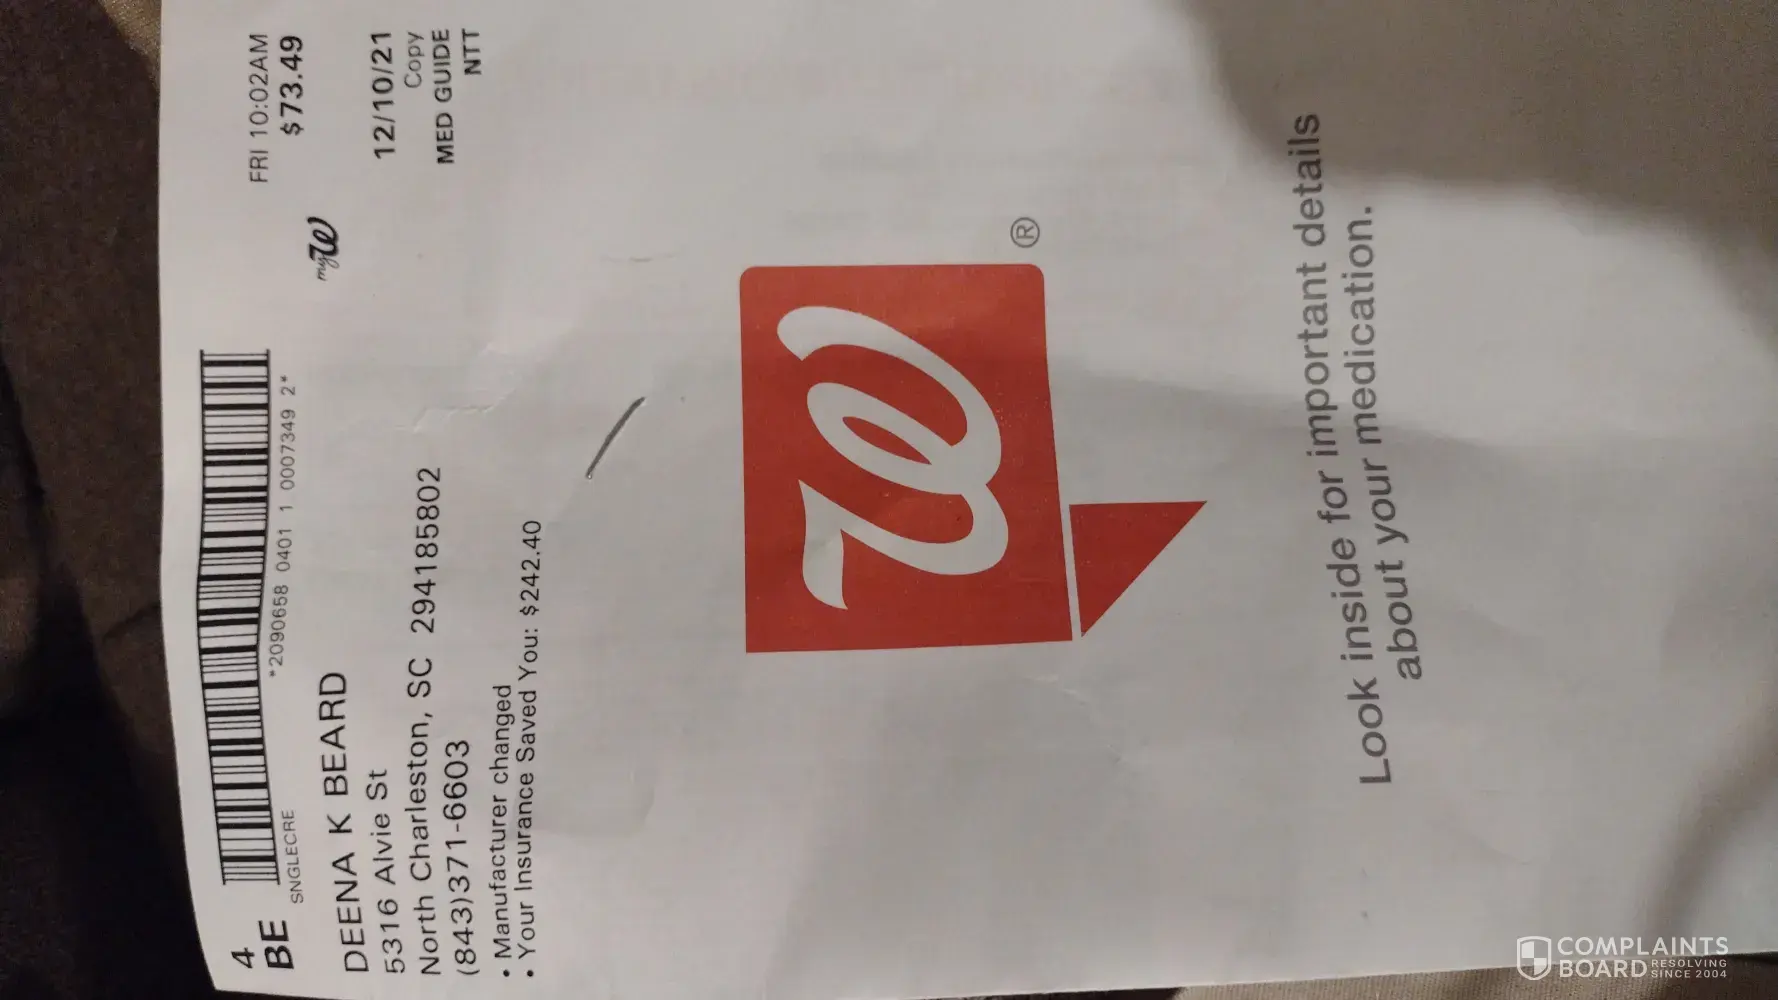 4
BE
SNGLECRE
*2090658 0401 1 0007349 2*
FRI 10:02AM
$73.49
DEENA K BEARD
5316 Alvie St
North Charleston, SC 294185802
(843)371-6603
myW
12/10/21
Copy
MED GUIDE
NTT
• Manufacturer changed
• Your Insurance Saved You: $242.40
W
®
Look inside for important details
about your medication.
COMPLAINTS
BOARD RESOLVING
SINCE 2004